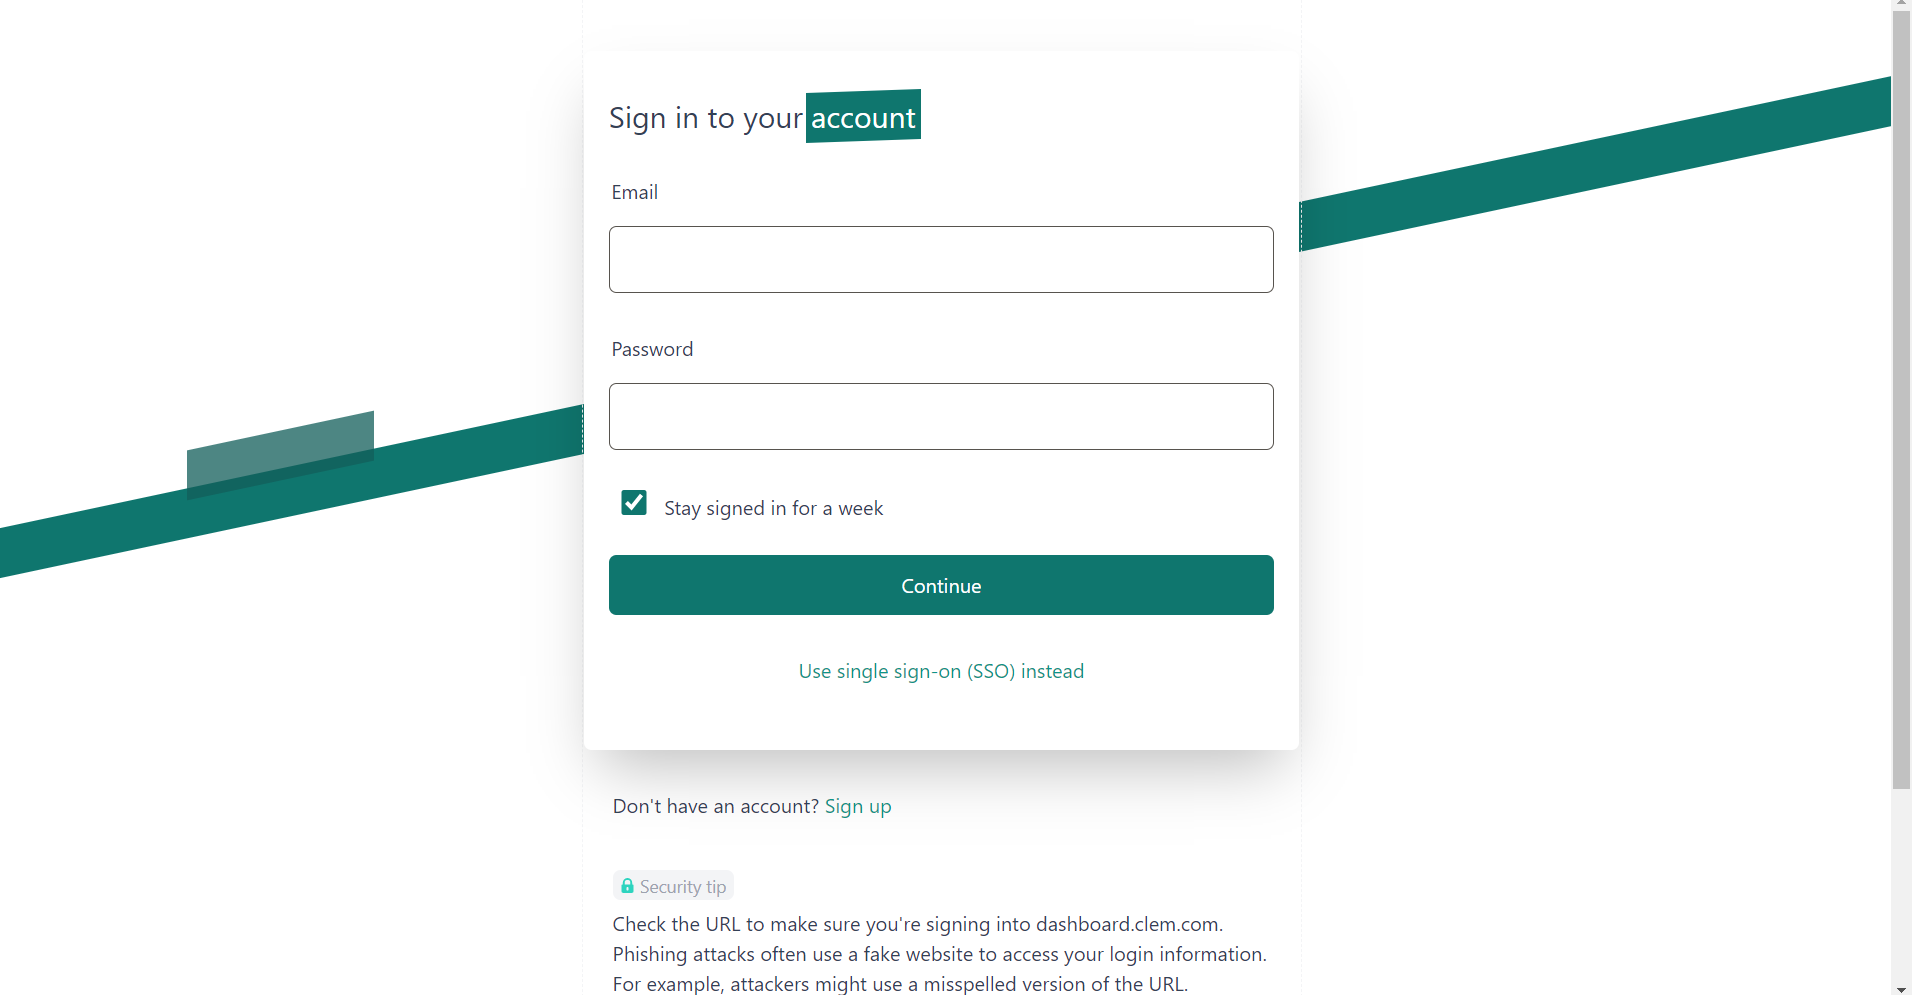 Sign in to your account
Email
Password
Stay signed in for a week
Continue
Use single sign-on (SSO) instead
Don't have an account? Sign up
Security tip
Check the URL to make sure you're signing into dashboard.clem.com.
Phishing attacks often use a fake website to access your login information.
For example, attackers might use a misspelled version of the URL.